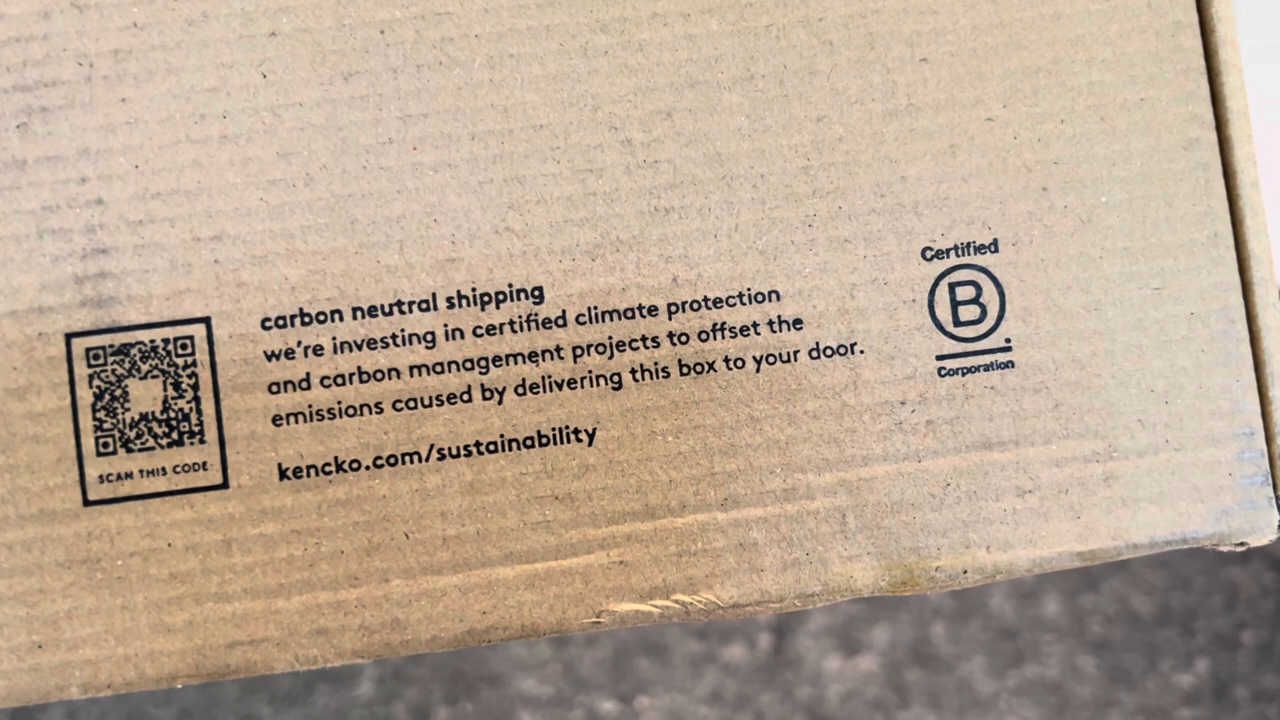 carbon neutral shipping
we're investing in certified climate protection
and carbon management projects to offset the
emissions caused by delivering this box to your door.
kencko.com/sustainability
SCAN THIS CODE
Certified
B
Corporation